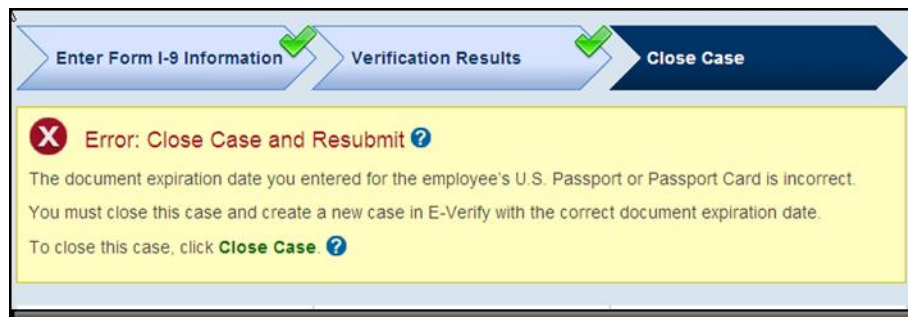 Enter Form I-9 Information
Verification Results
Close Case
Error: Close Case and Resubmit ?
The document expiration date you entered for the employee's U.S. Passport or Passport Card is incorrect.
You must close this case and create a new case in E-Verify with the correct document expiration date.
To close this case, click Close Case. ?